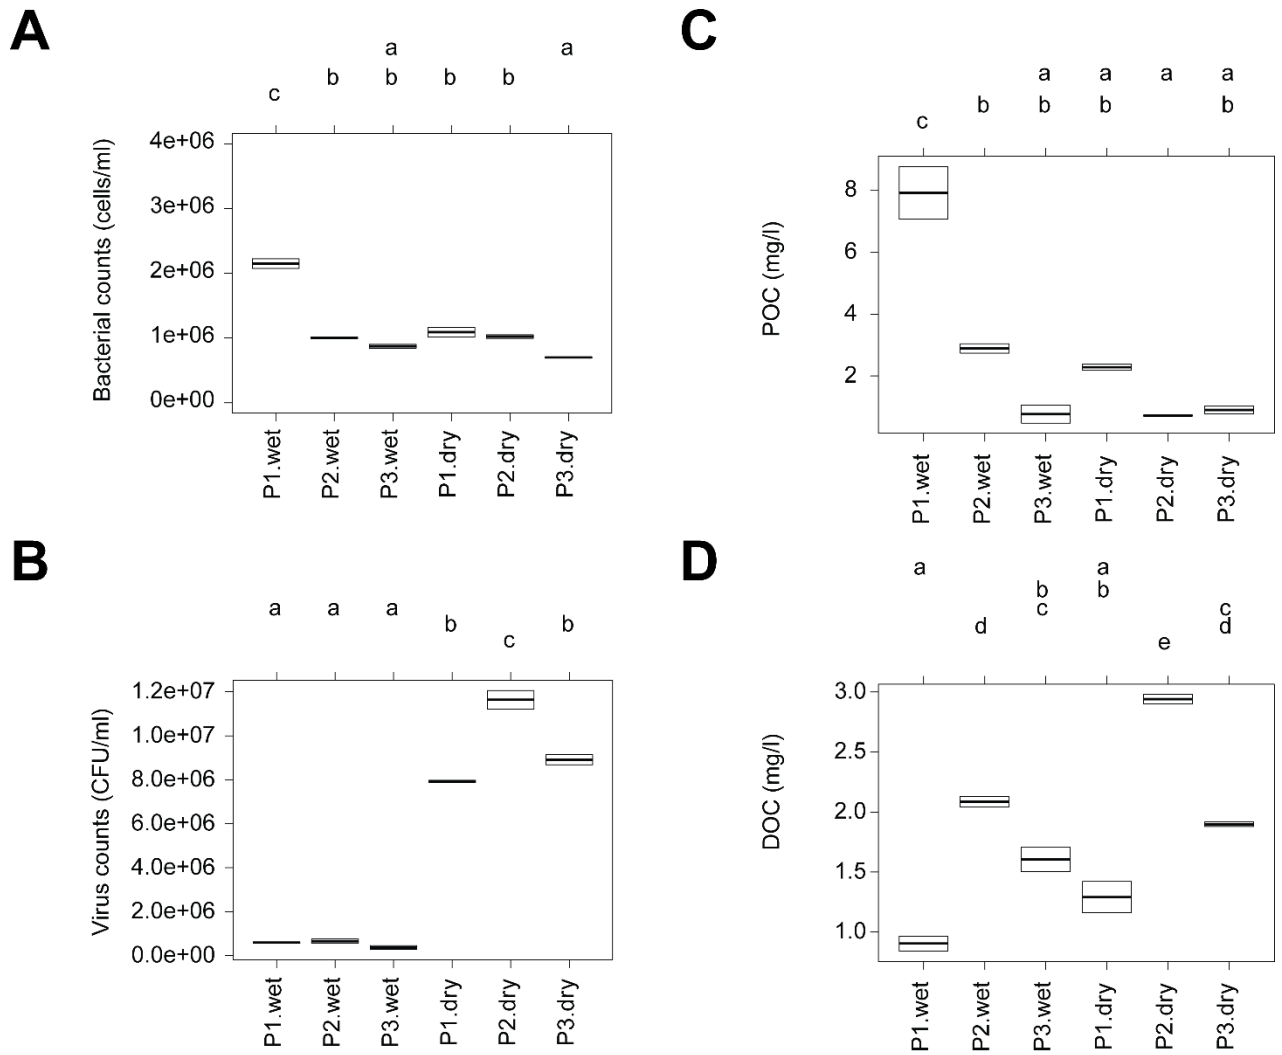 A
a a
b b b b
c
Bacterial counts (cells/ml)
4e+06
3e+06
2e+06
1e+06
0e+00
P1.wet P2.wet P3.wet P1.dry P2.dry P3.dry
C
a a a a
b b b b
c
POC (mg/l)
8
6
4
2
P1.wet P2.wet P3.wet P1.dry P2.dry P3.dry
B
a a a
b b
c
Virus counts (CFU/ml)
1.2e+07
1.0e+07
8.0e+06
6.0e+06
4.0e+06
2.0e+06
0.0e+00
P1.wet P2.wet P3.wet P1.dry P2.dry P3.dry
D
a a
b b
c c
d d
e
DOC (mg/l)
3.0
2.5
2.0
1.5
1.0
P1.wet P2.wet P3.wet P1.dry P2.dry P3.dry